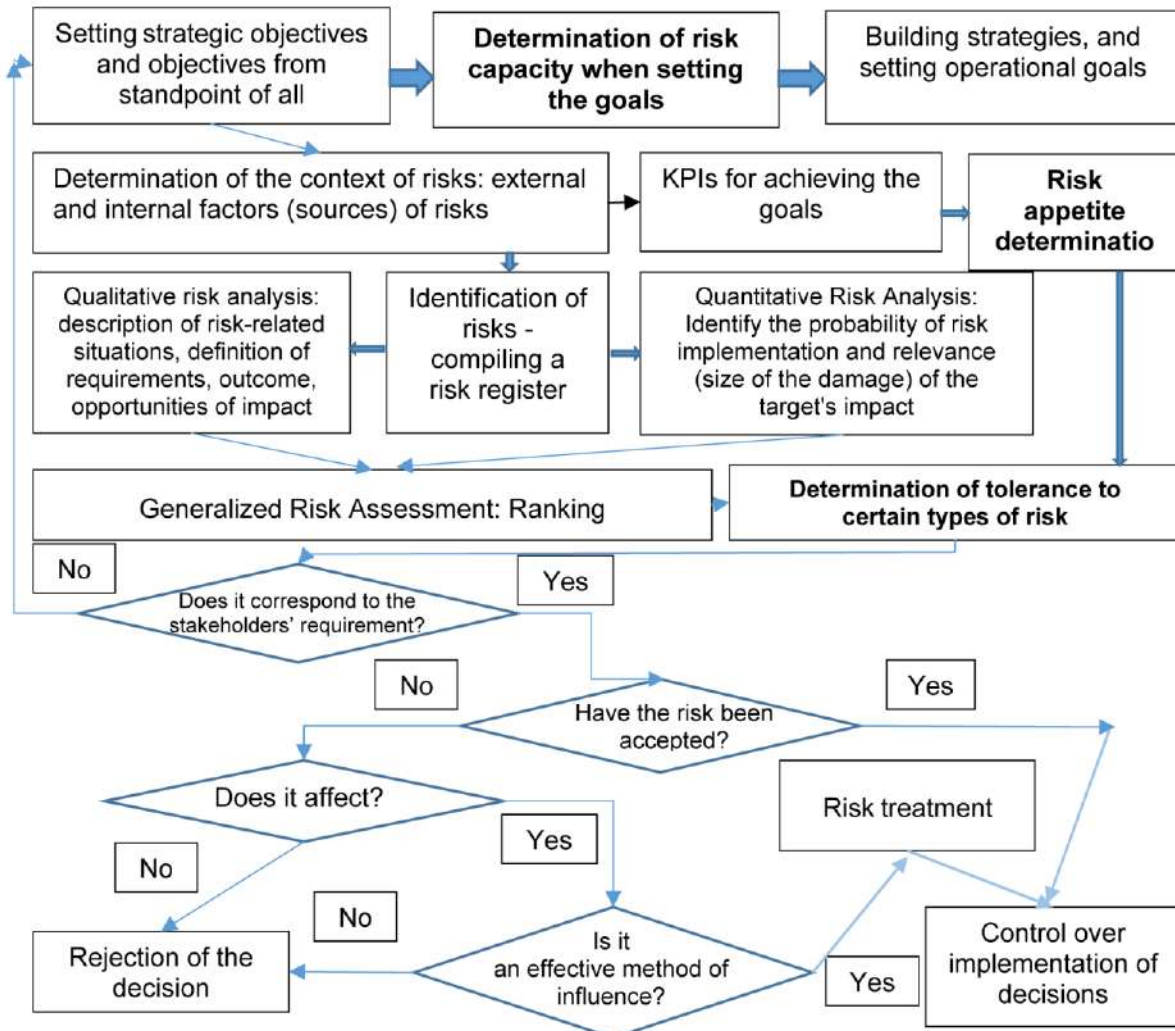 Setting strategic objectives
and objectives from
standpoint of all
Determination of risk
capacity when setting
the goals
Building strategies, and
setting operational goals
Determination of the context of risks: external
and internal factors (sources) of risks
KPIs for achieving the
goals
Risk
appetite
determinatio
Qualitative risk analysis:
description of risk-related
situations, definition of
requirements, outcome,
opportunities of impact
Identification of
risks -
compiling a
risk register
Quantitative Risk Analysis:
Identify the probability of risk
implementation and relevance
(size of the damage) of the
target's impact
Generalized Risk Assessment: Ranking
Determination of tolerance to
certain types of risk
No
Yes
Does it correspond to the
stakeholders' requirement?
No
Yes
Have the risk been
accepted?
Does it affect?
Risk treatment
Yes
No
No
Rejection of the
decision
Is it
an effective method of
influence?
Yes
Control over
implementation of
decisions